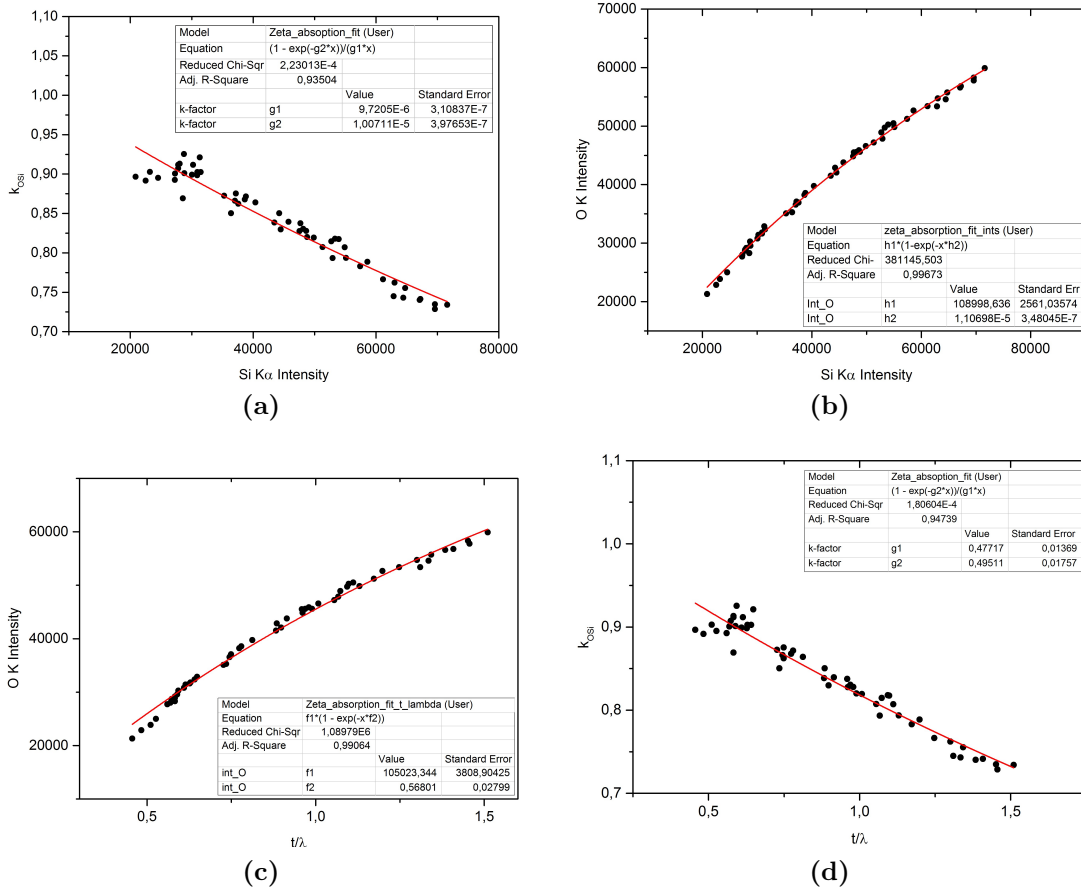 1,10
1,05
1,00
0,95
0,90
0,85
0,80
0,75
0,70
kOSi
Model Zeta_absoption_fit (User)
Equation (1 - exp(-g2*x))/(g1*x)
Reduced Chi-Sqr 2,23013E-4
Adj. R-Square 0,93504
Value Standard Error
k-factor g1 9,7205E-6 3,10837E-7
k-factor g2 1,00711E-5 3,97653E-7
20000 40000 60000 80000
Si Kα Intensity
(a)
70000
60000
50000
40000
30000
20000
O K Intensity
Model zeta_absorption_fit_ints (User)
Equation h1*(1-exp(-x*h2))
Reduced Chi- 381145,503
Adj. R-Square 0,99673
Value Standard Err
Int_O h1 108998,636 2561,03574
Int_O h2 1,10698E-5 3,48045E-7
20000 40000 60000 80000
Si Kα Intensity
(b)
60000
40000
20000
O K Intensity
Model Zeta_absorption_fit_t_lambda (User)
Equation f1*(1 - exp(-x*f2))
Reduced Chi-Sqr 1,08979E6
Adj. R-Square 0,99064
Value Standard Error
int_O f1 105023,344 3808,90425
int_O f2 0,56801 0,02799
0,5 1,0 1,5
t/λ
(c)
1,1
1,0
0,9
0,8
0,7
kOSi
Model Zeta_absoption_fit (User)
Equation (1 - exp(-g2*x))/(g1*x)
Reduced Chi-Sqr 1,80604E-4
Adj. R-Square 0,94739
Value Standard Error
k-factor g1 0,47717 0,01369
k-factor g2 0,49511 0,01757
0,5 1,0 1,5
t/λ
(d)